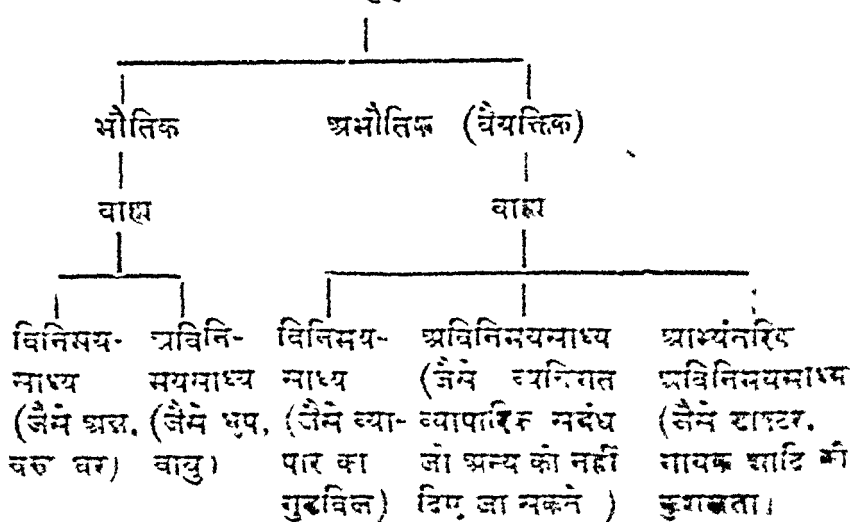 भौतिक अभौतिक (वैयक्तिक)
वाह्य वाह्य
विनिमय- अविनि- विनिमय- अविनिमयसाध्य आभ्यंतरिक
साध्य मयसाध्य साध्य (जैसे व्यक्तिगत अविनिमयसाध्य
(जैसे अन्न, (जैसे धूप, (जैसे व्या- व्यापारिक संबंध (जैसे डाक्टर,
वस्त्र घर) वायु) पार का जो अन्य को नहीं गायक आदि की
गुडविल) दिए जा सकते ) कुशलता)